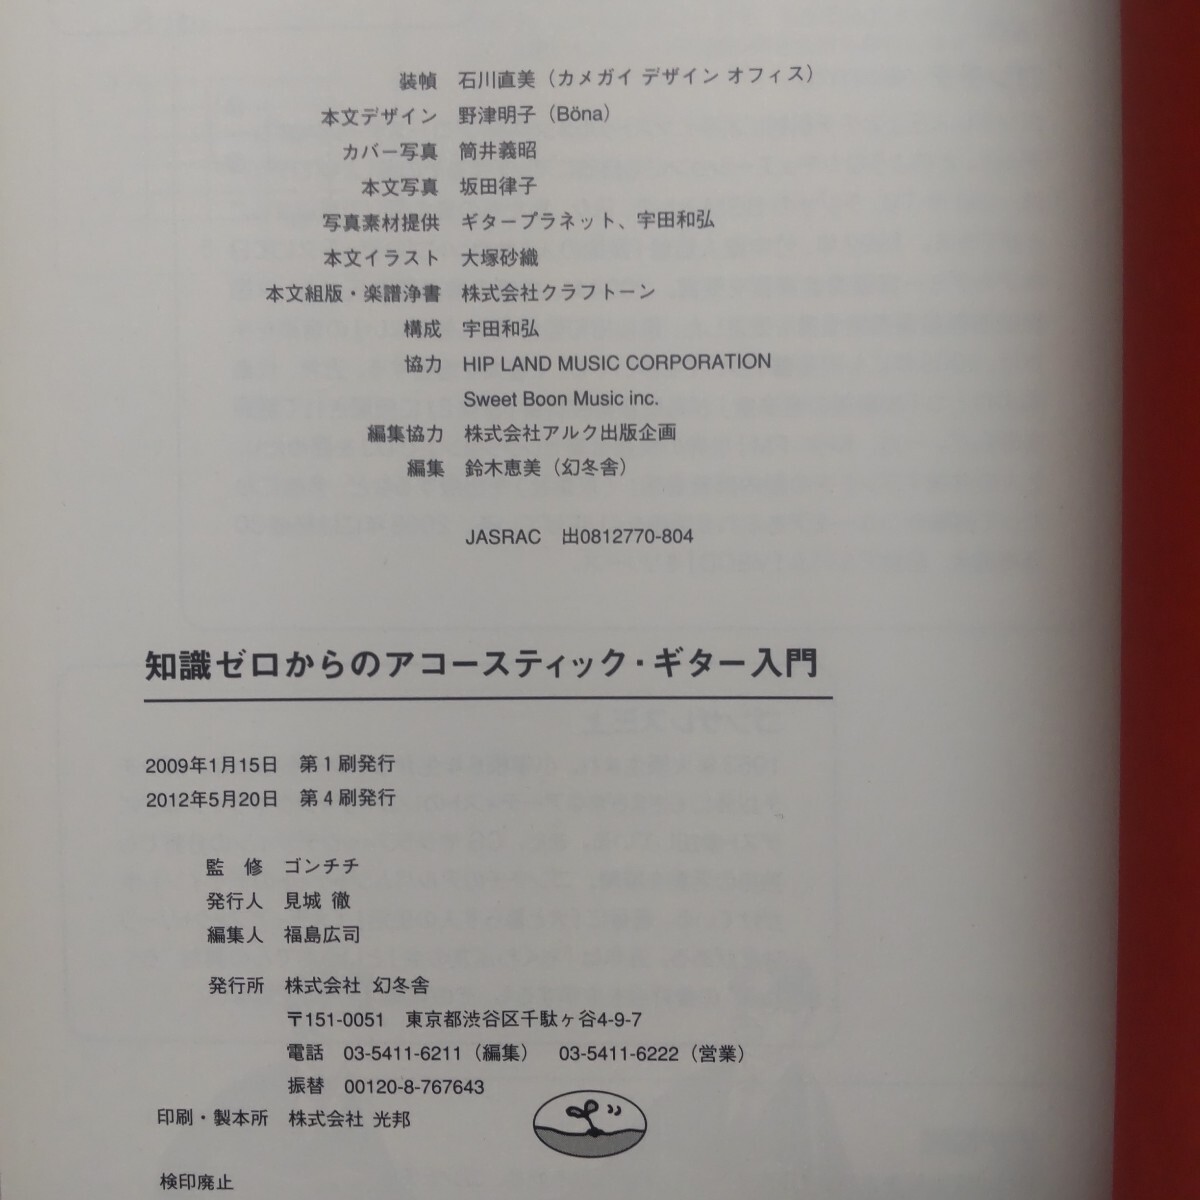 装幀　石川直美（カメガイ デザイン オフィス）
本文デザイン　野津明子（Böna）
カバー写真　筒井義昭
本文写真　坂田律子
写真素材提供　ギタープラネット、宇田和弘
本文イラスト　大塚砂織
本文組版・楽譜浄書　株式会社クラフトーン
構成　宇田和弘
協力　HIP LAND MUSIC CORPORATION
Sweet Boon Music inc.
編集協力　株式会社アルク出版企画
編集　鈴木恵美（幻冬舎）
JASRAC　出0812770-804
知識ゼロからのアコースティック・ギター入門
2009年1月15日　第1刷発行
2012年5月20日　第4刷発行
監　修　ゴンチチ
発行人　見城 徹
編集人　福島広司
発行所　株式会社 幻冬舎
〒151-0051　東京都渋谷区千駄ヶ谷4-9-7
電話　03-5411-6211（編集）　03-5411-6222（営業）
振替　00120-8-767643
印刷・製本所　株式会社 光邦
検印廃止